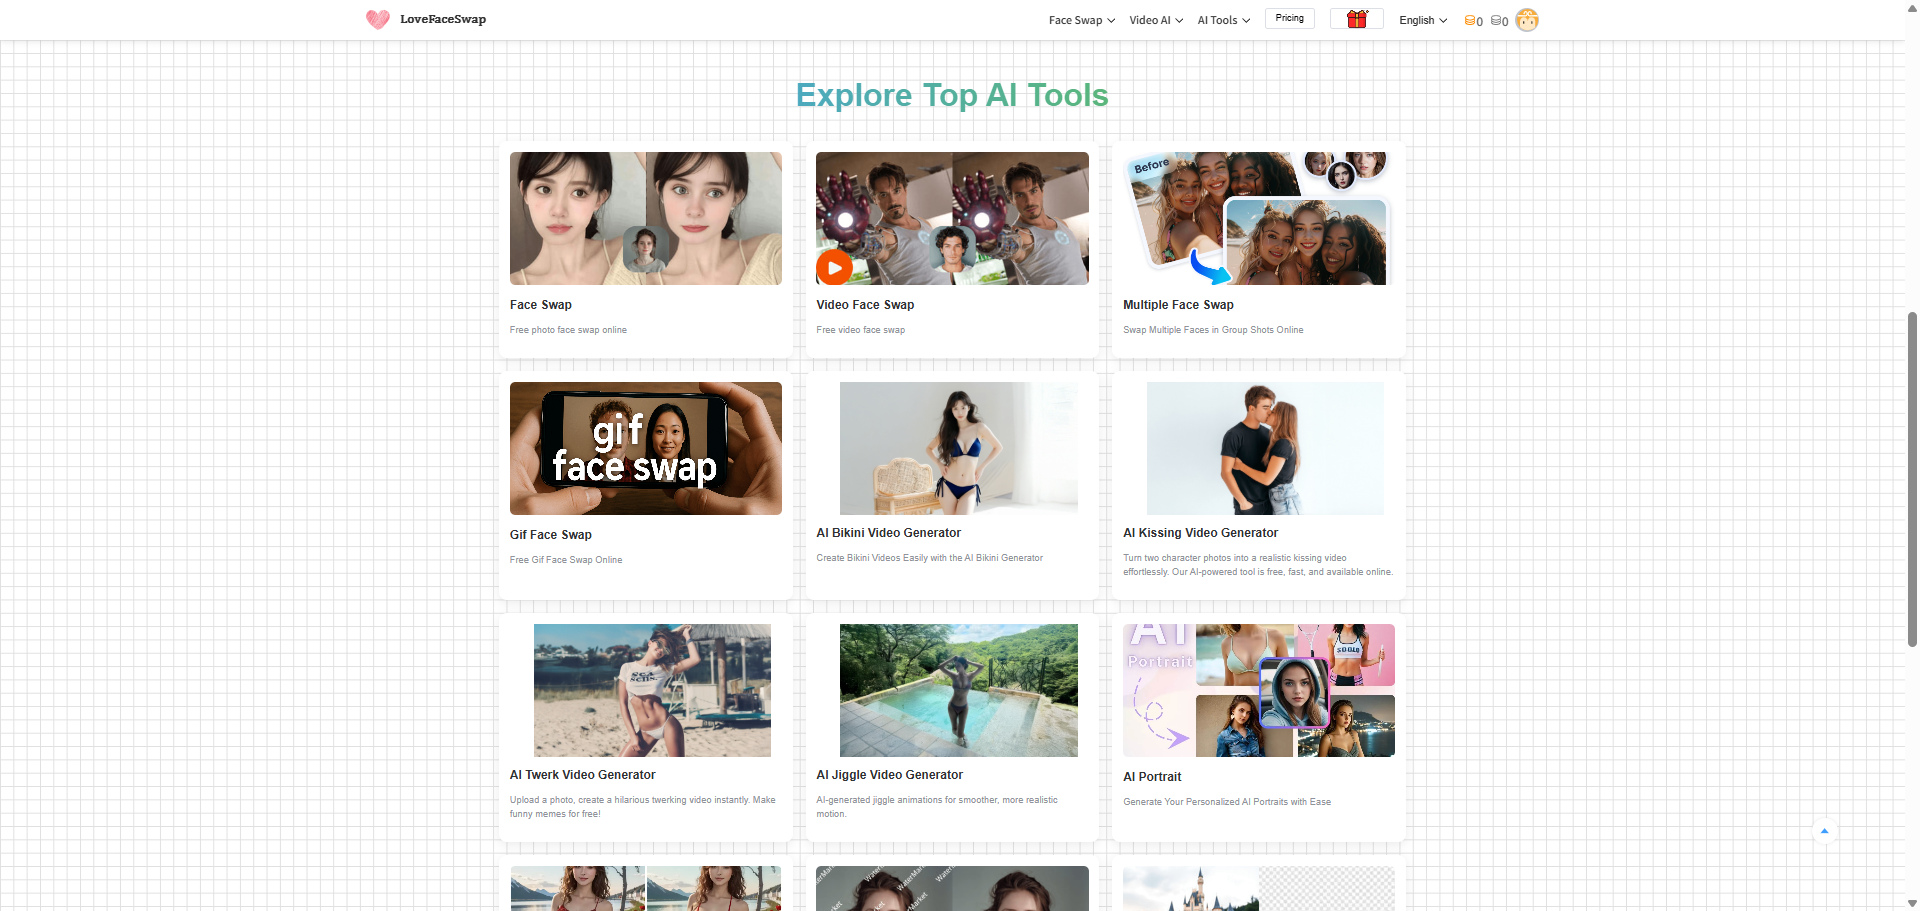 LoveFaceSwap
Face Swap
Video AI
AI Tools
Pricing
English
0
0
Explore Top AI Tools
Before
Face Swap
Free photo face swap online
Video Face Swap
Free video face swap
Multiple Face Swap
Swap Multiple Faces in Group Shots Online
gif
face swap
Gif Face Swap
Free Gif Face Swap Online
AI Bikini Video Generator
Create Bikini Videos Easily with the AI Bikini Generator
AI Kissing Video Generator
Turn two character photos into a realistic kissing video
effortlessly. Our AI-powered tool is free, fast, and available online.
AI
Portrait
AI Twerk Video Generator
Upload a photo, create a hilarious twerking video instantly. Make
funny memes for free!
AI Jiggle Video Generator
AI-generated jiggle animations for smoother, more realistic
motion.
AI Portrait
Generate Your Personalized AI Portraits with Ease